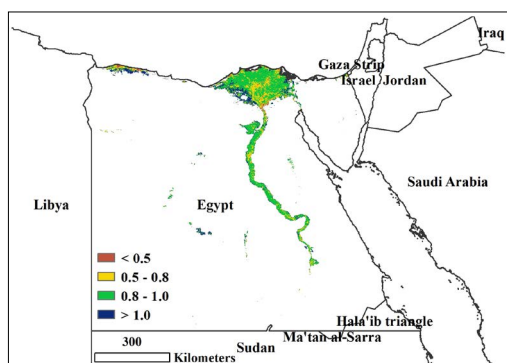 Iraq
Gaza Strip
Israel Jordan
Saudi Arabia
Libya
Egypt
< 0.5
0.5 - 0.8
0.8 - 1.0
> 1.0
Hala'ib triangle
Ma'tan al-Sarra
Sudan
300
Kilometers